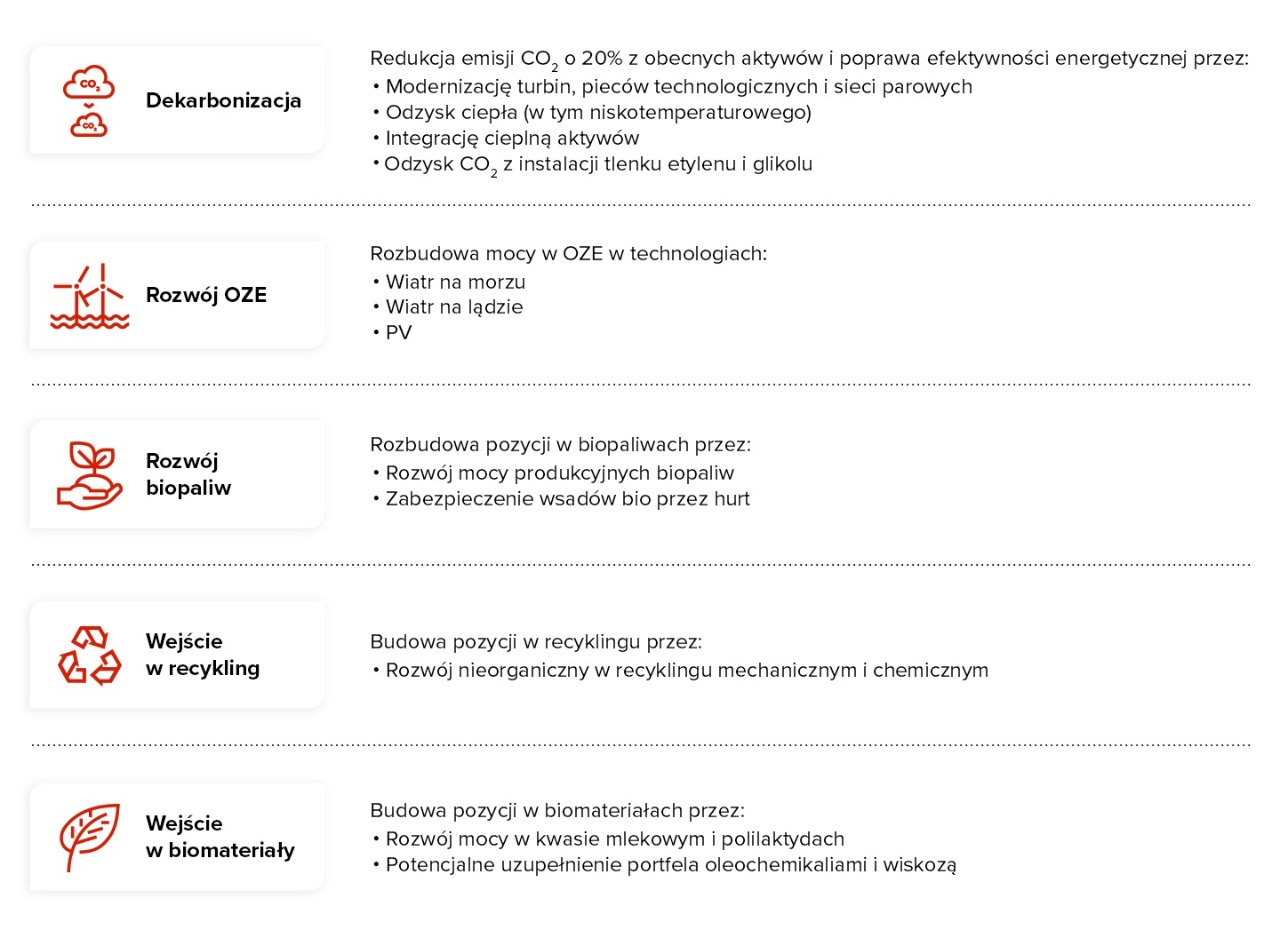 CO₂
CO₂
Dekarbonizacja
Redukcja emisji CO₂ o 20% z obecnych aktywów i poprawa efektywności energetycznej przez:
• Modernizację turbin, pieców technologicznych i sieci parowych
• Odzysk ciepła (w tym niskotemperaturowego)
• Integrację cieplną aktywów
• Odzysk CO₂ z instalacji tlenku etylenu i glikolu
Rozwój OZE
Rozbudowa mocy w OZE w technologiach:
• Wiatr na morzu
• Wiatr na lądzie
• PV
Rozwój
biopaliw
Rozbudowa pozycji w biopaliwach przez:
• Rozwój mocy produkcyjnych biopaliw
• Zabezpieczenie wsadów bio przez hurt
Wejście
w recykling
Budowa pozycji w recyklingu przez:
• Rozwój nieorganiczny w recyklingu mechanicznym i chemicznym
Wejście
w biomateriały
Budowa pozycji w biomateriałach przez:
• Rozwój mocy w kwasie mlekowym i polilaktydach
• Potencjalne uzupełnienie portfela oleochemikaliami i wiskozą